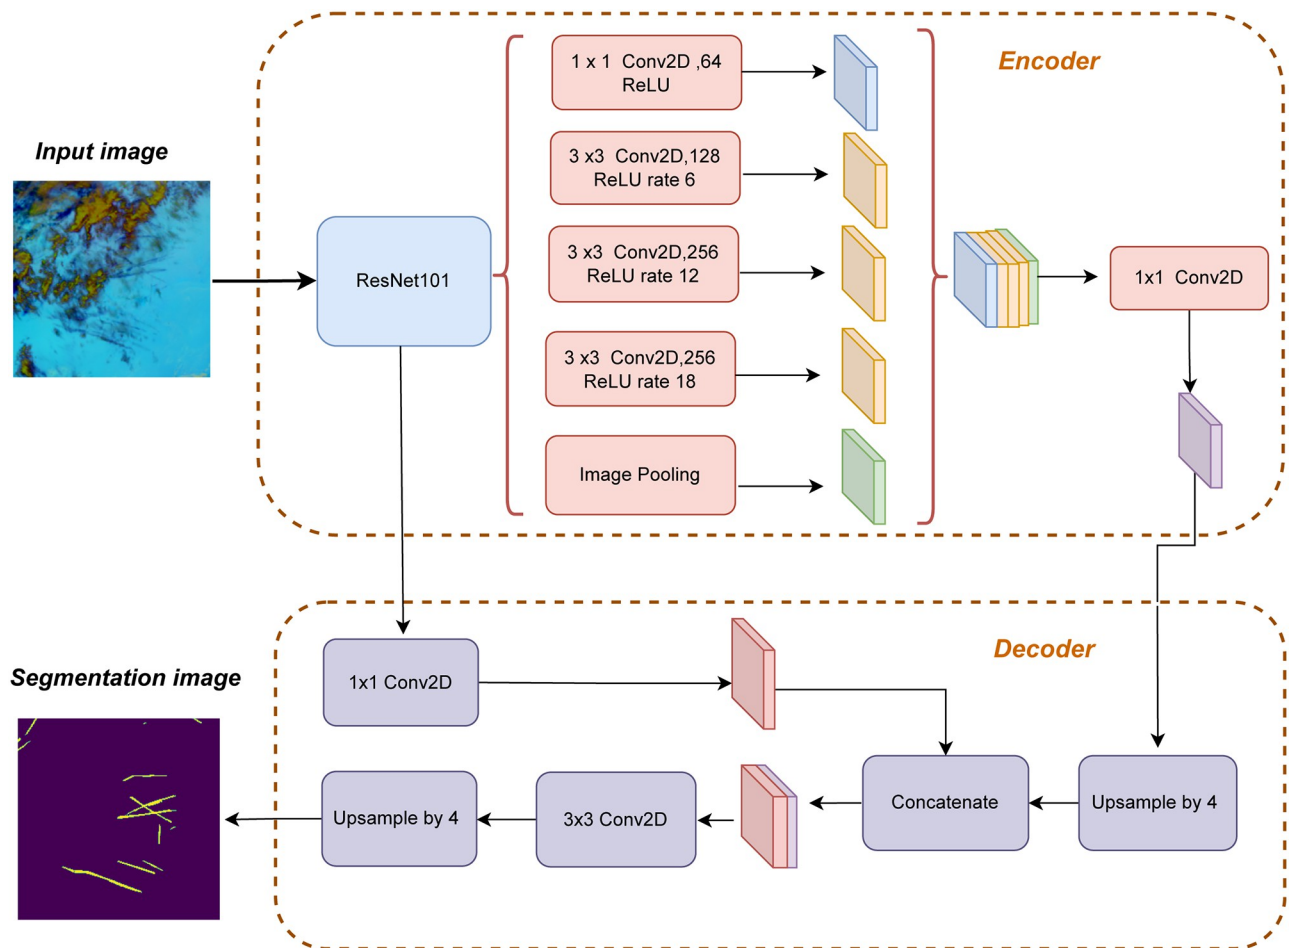 Encoder
1 x 1 Conv2D ,64
ReLU
Input image
3 x3 Conv2D,128
ReLU rate 6
ResNet101
3 x3 Conv2D,256
ReLU rate 12
1x1 Conv2D
3 x3 Conv2D,256
ReLU rate 18
Image Pooling
Decoder
Segmentation image
1x1 Conv2D
Upsample by 4
3x3 Conv2D
Concatenate
Upsample by 4